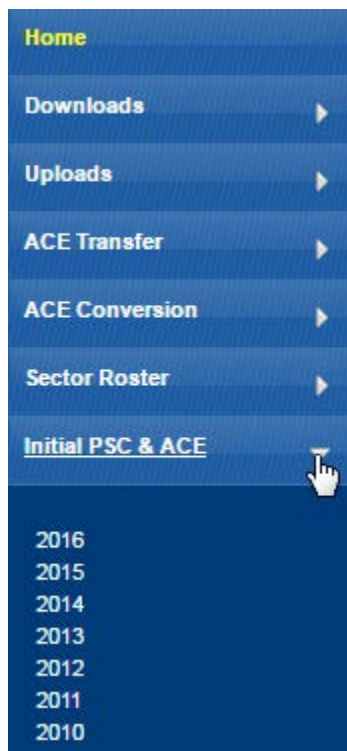 Home
Downloads
Uploads
ACE Transfer
ACE Conversion
Sector Roster
Initial PSC & ACE
2016
2015
2014
2013
2012
2011
2010